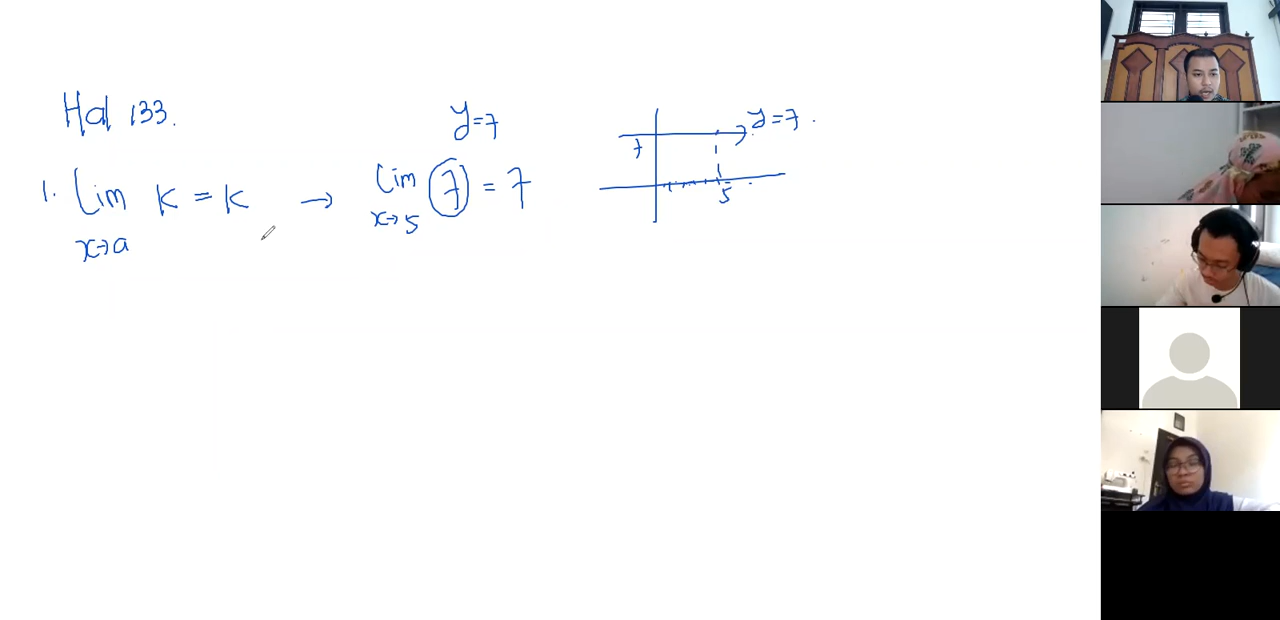 Hal 133.
y=7
y=7.
7
5
1. Lim K = K → Lim 7 = 7
x→a
x→5